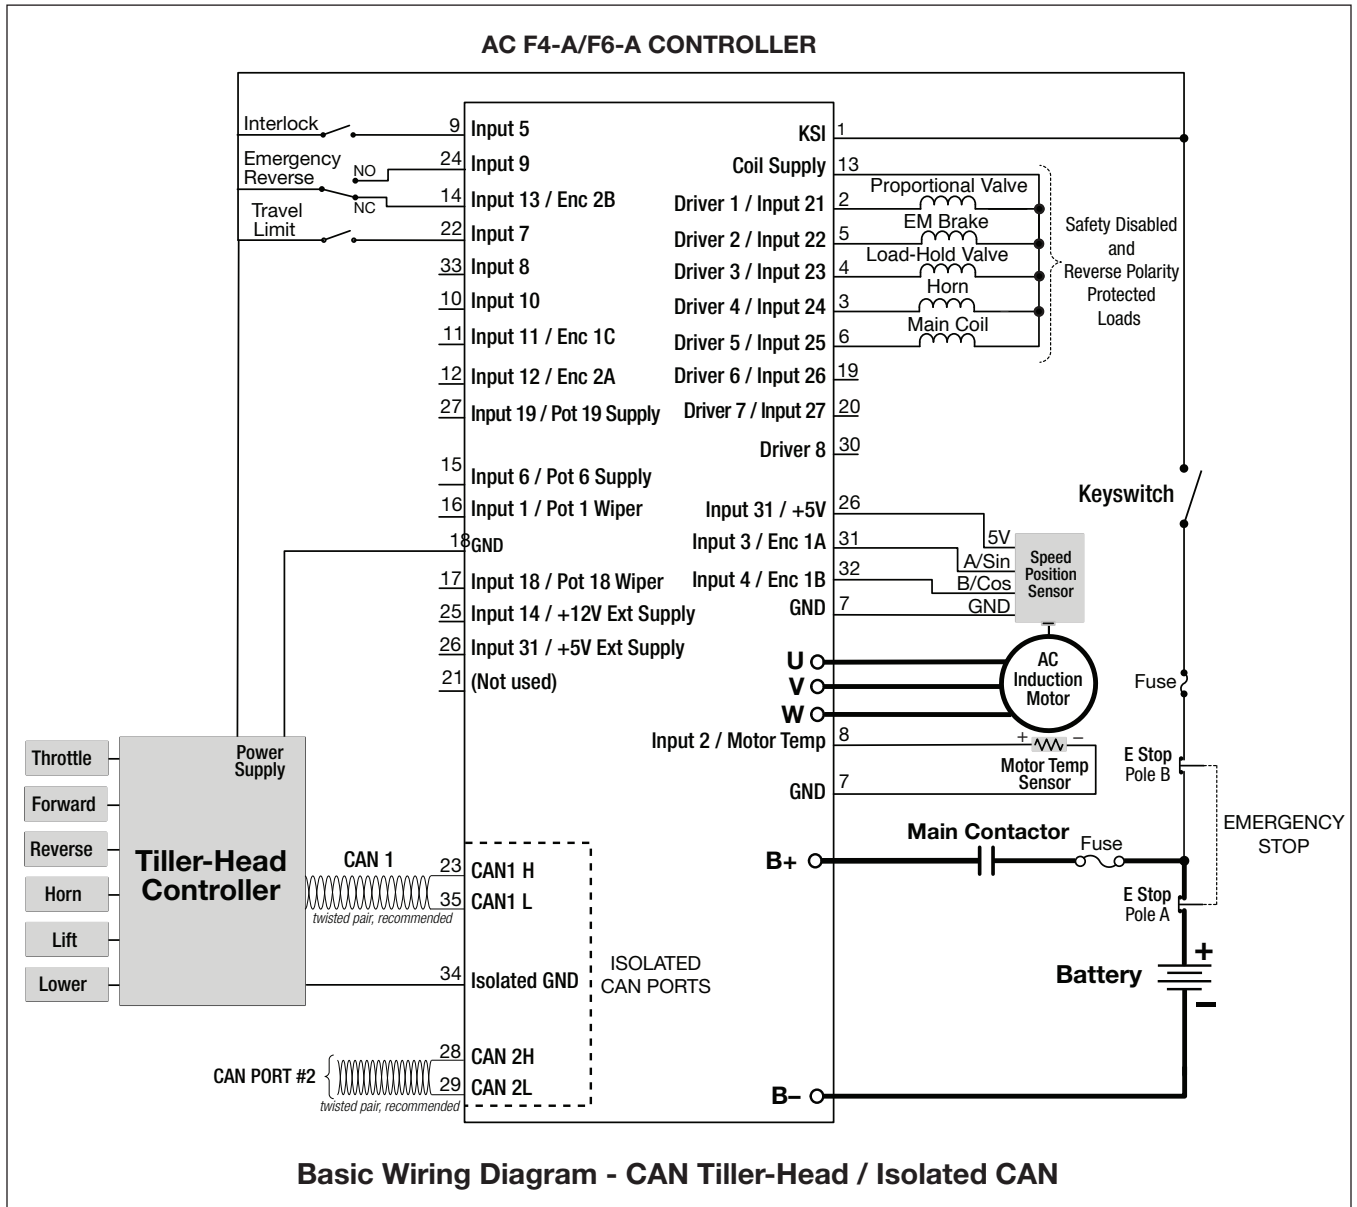 AC F4-A/F6-A CONTROLLER
Interlock
9 Input 5
Emergency
Reverse
NO
24 Input 9
NC
14 Input 13 / Enc 2B
Travel
Limit
22 Input 7
33 Input 8
10 Input 10
11 Input 11 / Enc 1C
12 Input 12 / Enc 2A
27 Input 19 / Pot 19 Supply
15 Input 6 / Pot 6 Supply
16 Input 1 / Pot 1 Wiper
18 GND
17 Input 18 / Pot 18 Wiper
25 Input 14 / +12V Ext Supply
26 Input 31 / +5V Ext Supply
21 (Not used)
KSI 1
Coil Supply 13
Proportional Valve
Driver 1 / Input 21 2
EM Brake
Driver 2 / Input 22 5
Load-Hold Valve
Driver 3 / Input 23 4
Horn
Driver 4 / Input 24 3
Main Coil
Driver 5 / Input 25 6
Driver 6 / Input 26 19
Driver 7 / Input 27 20
Driver 8 30
Safety Disabled
and
Reverse Polarity
Protected
Loads
Keyswitch
Input 31 / +5V 26
5V
Input 3 / Enc 1A 31
A/Sin
Input 4 / Enc 1B 32
B/Cos
GND 7
GND
Speed
Position
Sensor
U
V
W
AC
Induction
Motor
Fuse
Input 2 / Motor Temp 8
+ –
Motor Temp
Sensor
GND 7
E Stop
Pole B
EMERGENCY
STOP
Main Contactor
Fuse
B+
E Stop
Pole A
Battery
+
–
B–
Throttle
Forward
Reverse
Horn
Lift
Lower
Power
Supply
Tiller-Head
Controller
CAN 1
twisted pair, recommended
23 CAN1 H
35 CAN1 L
34 Isolated GND
ISOLATED
CAN PORTS
CAN PORT #2
28 CAN 2H
29 CAN 2L
twisted pair, recommended
Basic Wiring Diagram - CAN Tiller-Head / Isolated CAN